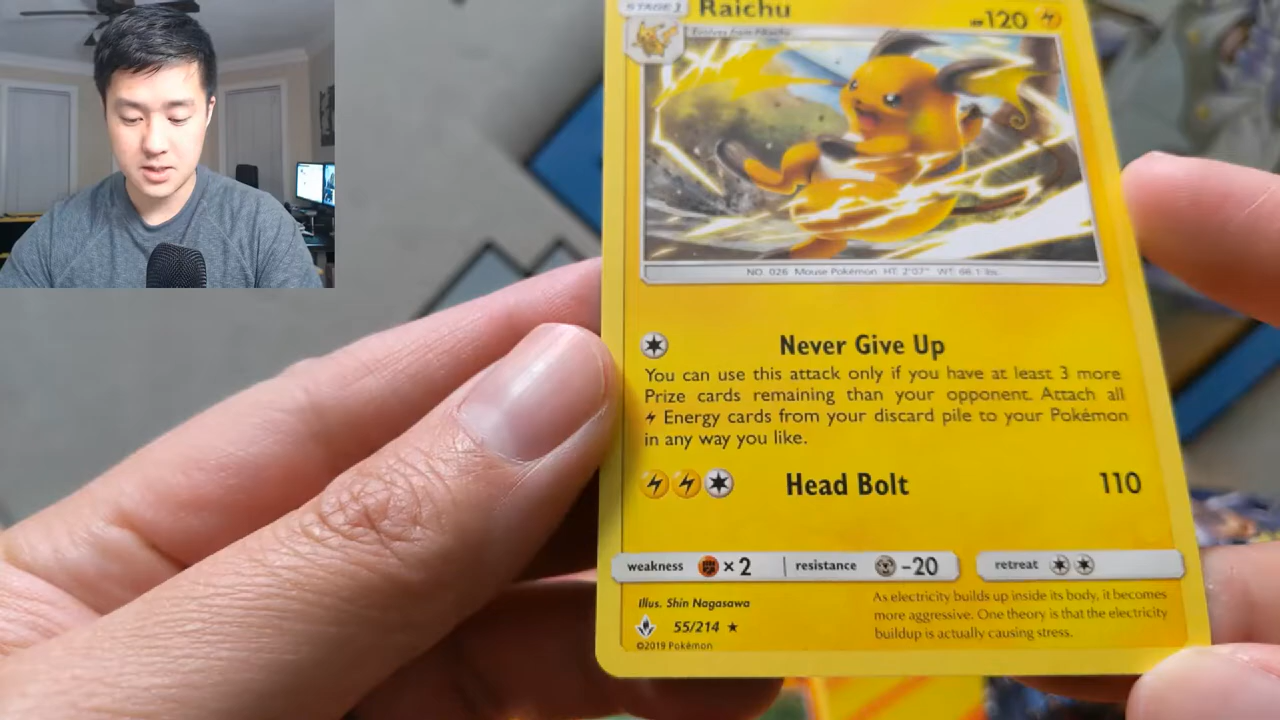 STAGE 1
Raichu
HP 120
Evolves from Pikachu
NO. 026 Mouse Pokémon HT: 2'07" WT: 66.1 lbs.
Never Give Up
You can use this attack only if you have at least 3 more
Prize cards remaining than your opponent. Attach all
Energy cards from your discard pile to your Pokémon
in any way you like.
Head Bolt 110
weakness ×2 resistance -20 retreat
Illus. Shin Nagasawa
55/214 ★
©2019 Pokémon
As electricity builds up inside its body, it becomes
more aggressive. One theory is that the electricity
buildup is actually causing stress.